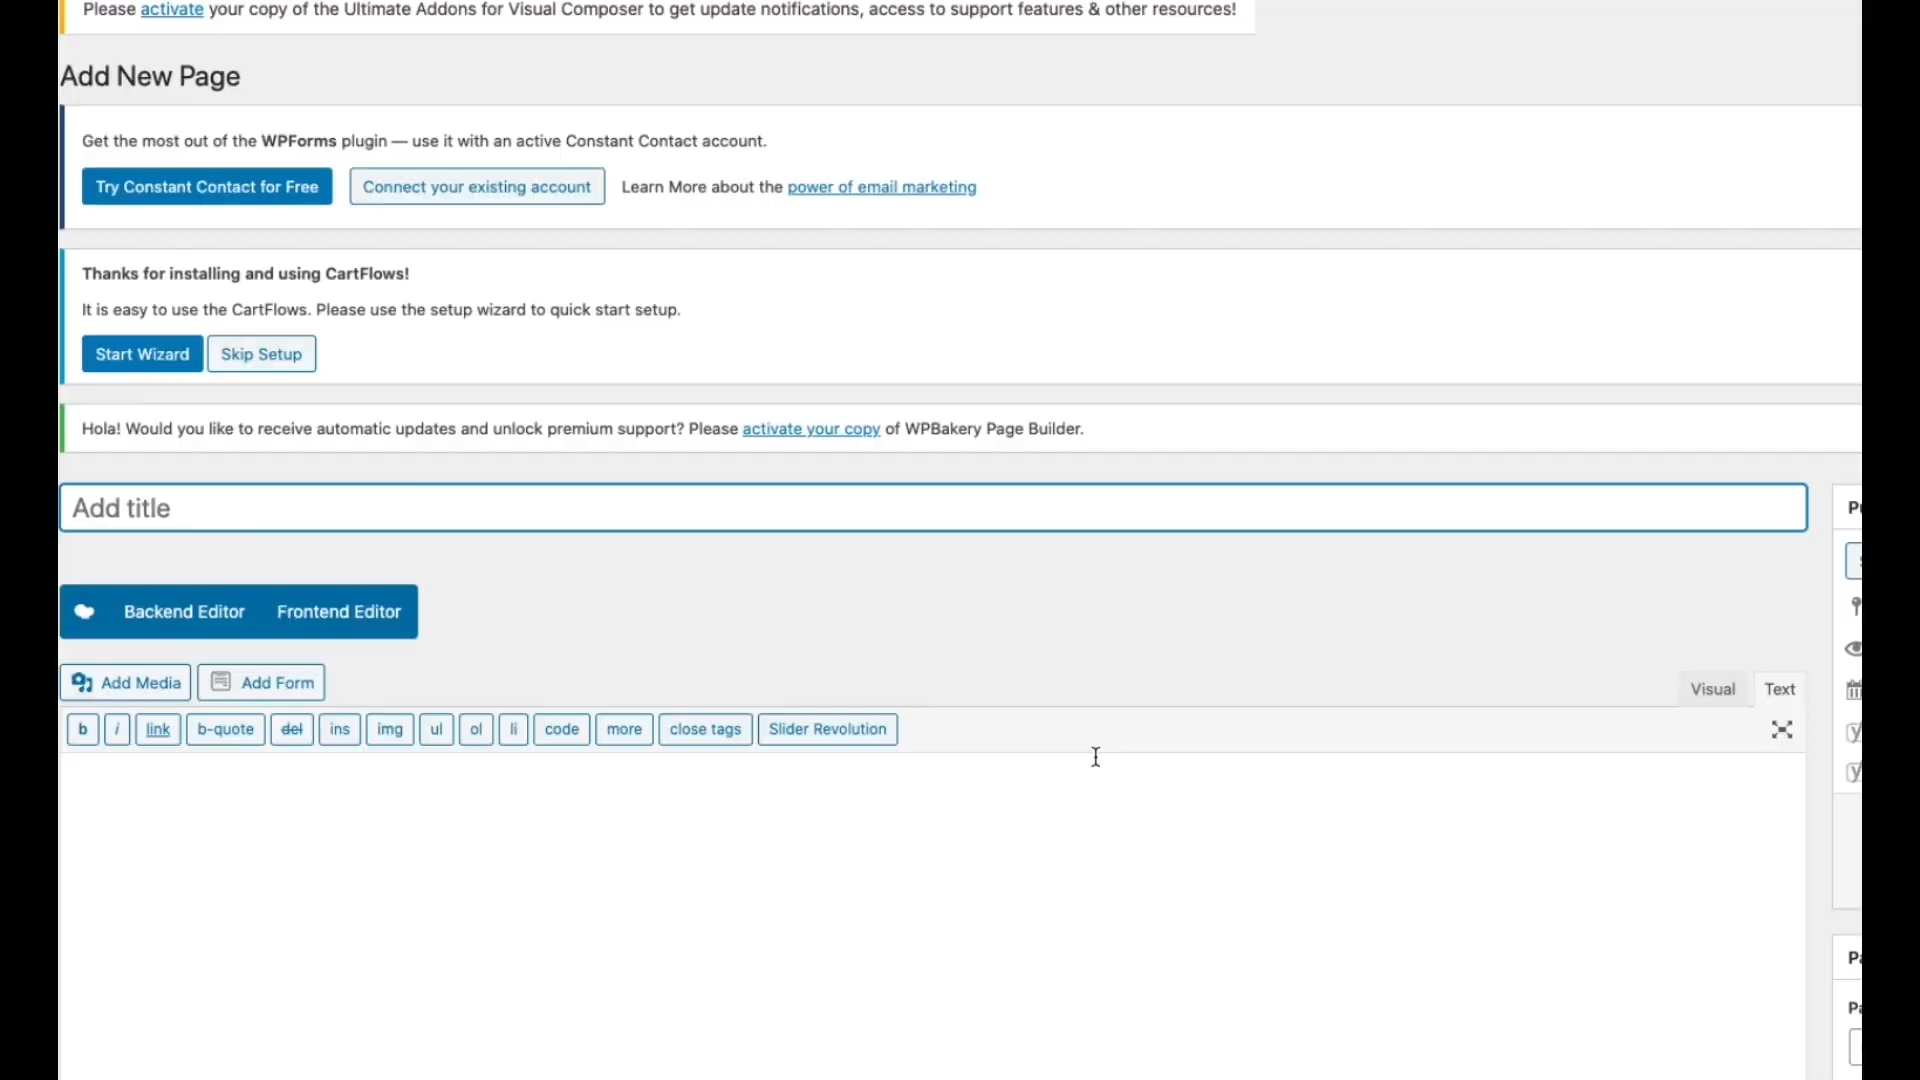 Please activate your copy of the Ultimate Addons for Visual Composer to get update notifications, access to support features & other resources!
Add New Page
Get the most out of the WPForms plugin — use it with an active Constant Contact account.
Try Constant Contact for Free Connect your existing account Learn More about the power of email marketing
Thanks for installing and using CartFlows!
It is easy to use the CartFlows. Please use the setup wizard to quick start setup.
Start Wizard Skip Setup
Hola! Would you like to receive automatic updates and unlock premium support? Please activate your copy of WPBakery Page Builder.
Add title
Backend Editor Frontend Editor
Add Media Add Form
Visual Text
b i link b-quote del ins img ul ol li code more close tags Slider Revolution